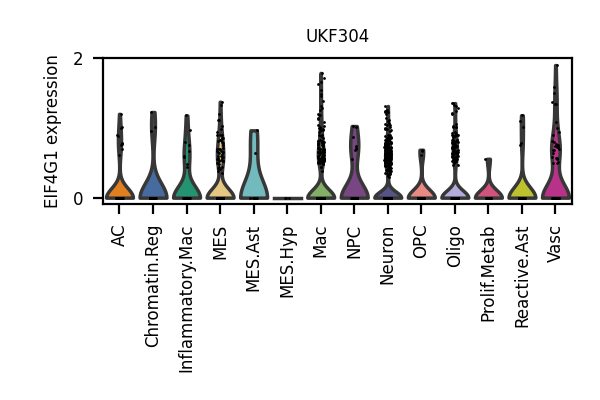 UKF304
EIF4G1 expression
2
0
AC
Chromatin.Reg
Inflammatory.Mac
MES
MES.Ast
MES.Hyp
Mac
NPC
Neuron
OPC
Oligo
Prolif.Metab
Reactive.Ast
Vasc